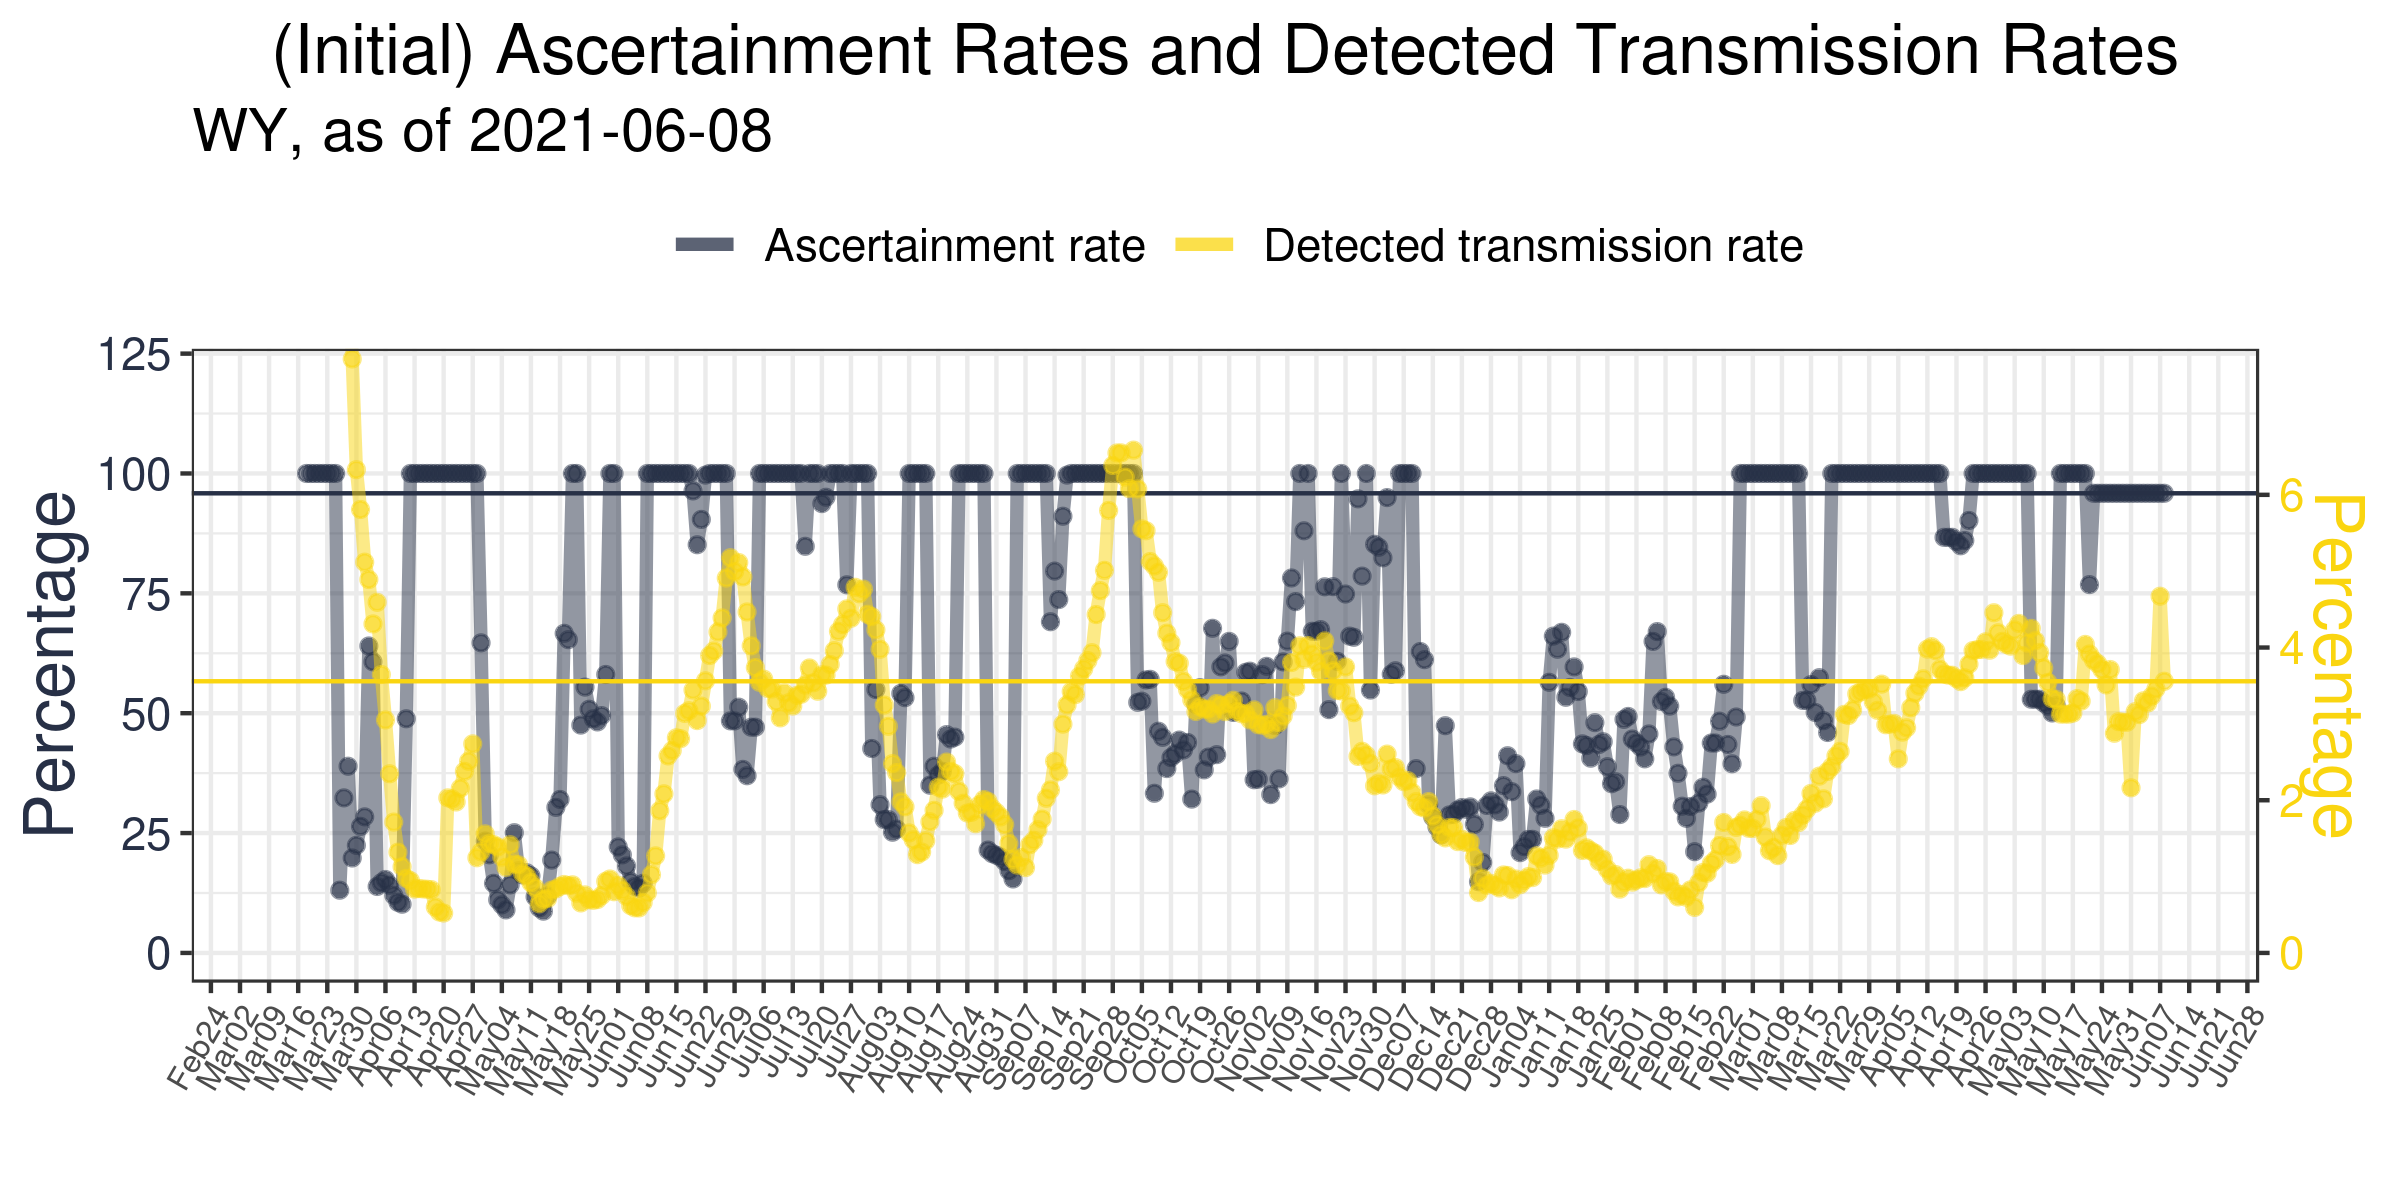 (Initial) Ascertainment Rates and Detected Transmission Rates
WY, as of 2021-06-08
Ascertainment rate
Detected transmission rate
Percentage
125
100
75
50
25
0
6
4
2
0
Percentage
Feb24
Mar02
Mar09
Mar16
Mar23
Mar30
Apr06
Apr13
Apr20
Apr27
May04
May11
May18
May25
Jun01
Jun08
Jun15
Jun22
Jun29
Jul06
Jul13
Jul20
Jul27
Aug03
Aug10
Aug17
Aug24
Aug31
Sep07
Sep14
Sep21
Sep28
Oct05
Oct12
Oct19
Oct26
Nov02
Nov09
Nov16
Nov23
Nov30
Dec07
Dec14
Dec21
Dec28
Jan04
Jan11
Jan18
Jan25
Feb01
Feb08
Feb15
Feb22
Mar01
Mar08
Mar15
Mar22
Mar29
Apr05
Apr12
Apr19
Apr26
May03
May10
May17
May24
May31
Jun07
Jun14
Jun21
Jun28